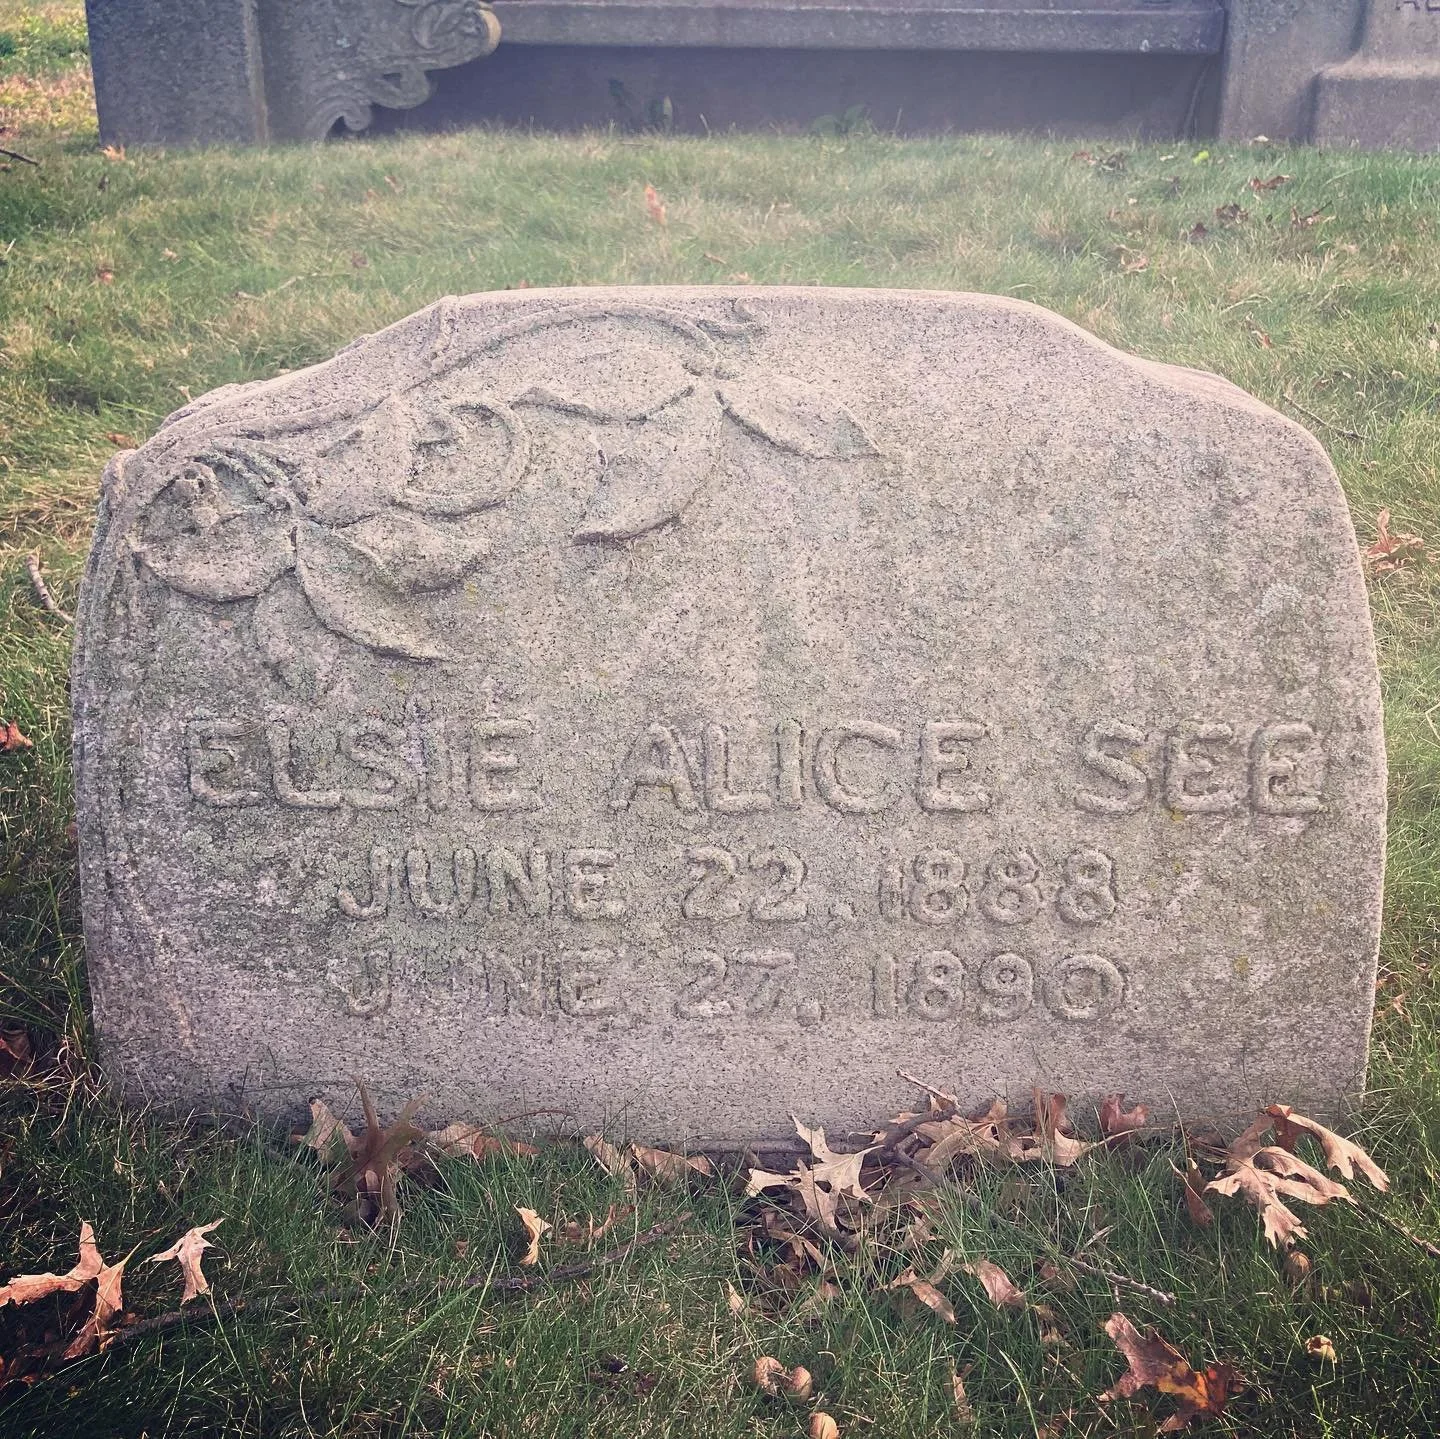 ELSIE ALICE SEE
JUNE 22. 1888
JUNE 27. 1890